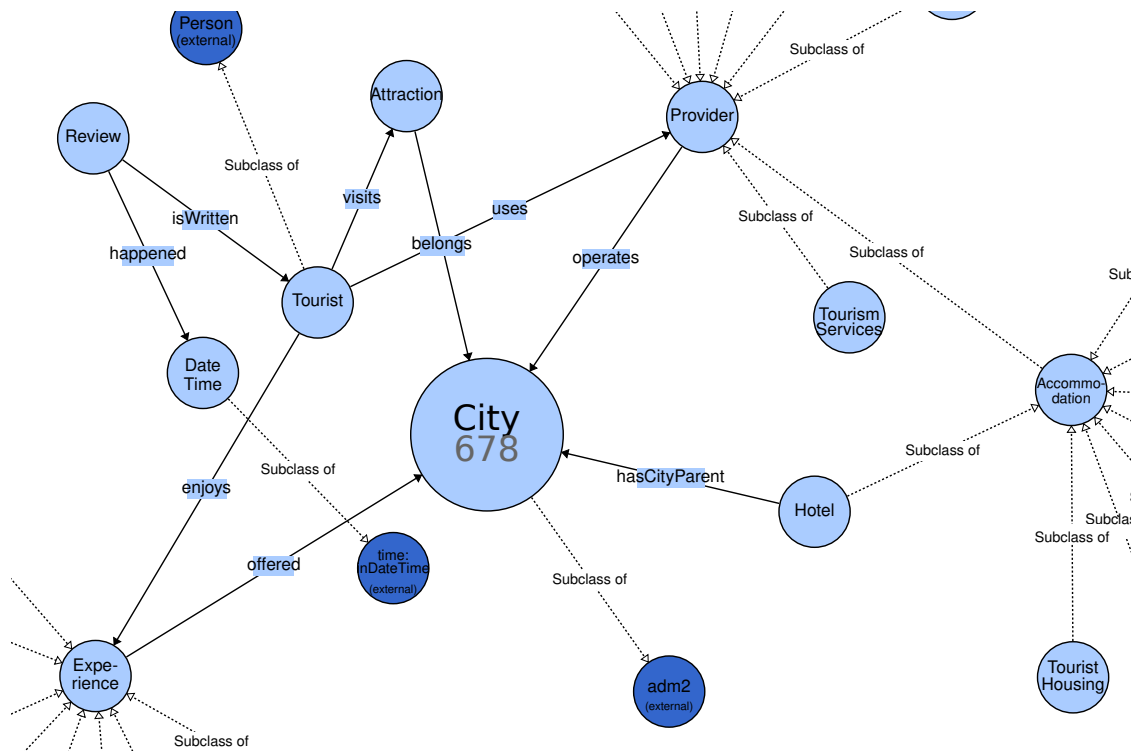 Person
(external)
Subclass of
Attraction
Provider
Review
Subclass of
visits
isWritten
uses
Subclass of
belongs
Subclass of
happened
operates
Sub
Tourist
Tourism
Services
Date
Time
Accommo-
dation
City
678
Subclass of
Subclass of
hasCityParent
enjoys
Hotel
Subcla
Subclass of
time:
inDateTime
(external)
offered
Subclass of
Expe-
rience
Tourist
Housing
adm2
(external)
Subclass of